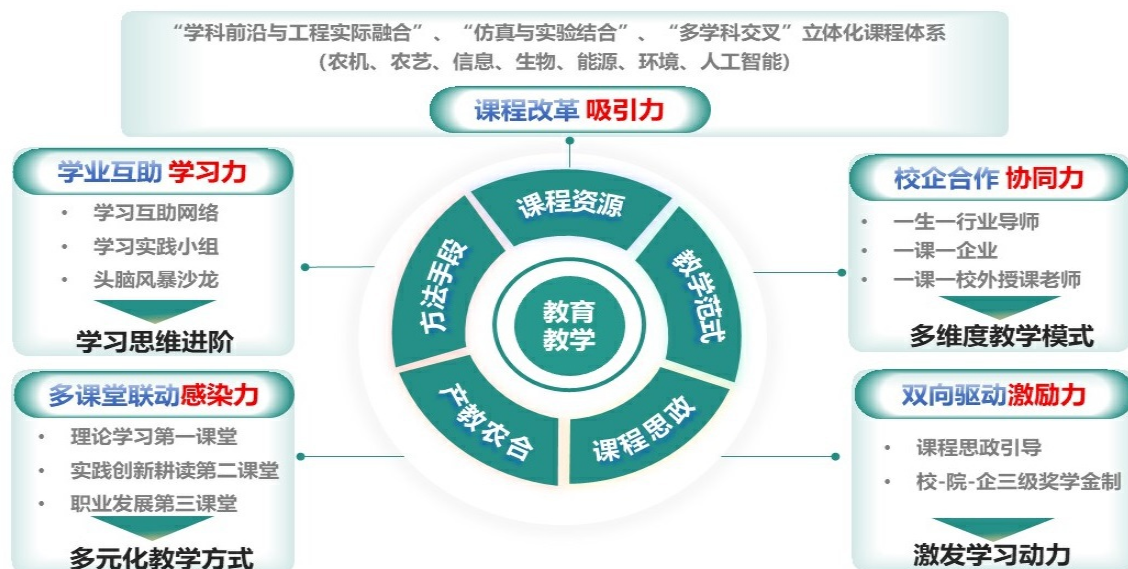 “学科前沿与工程实际融合”、“仿真与实验结合”、“多学科交叉”立体化课程体系
（农机、农艺、信息、生物、能源、环境、人工智能）
课程改革 吸引力
学业互助 学习力
• 学习互助网络
• 学习实践小组
• 头脑风暴沙龙
学习思维进阶
校企合作 协同力
• 一生一行业导师
• 一课一企业
• 一课一校外授课老师
多维度教学模式
课程资源
方法手段
教学范式
教育
教学
产教农合
课程思政
多课堂联动感染力
• 理论学习第一课堂
• 实践创新耕读第二课堂
• 职业发展第三课堂
多元化教学方式
双向驱动激励力
• 课程思政引导
• 校-院-企三级奖学金制
激发学习动力